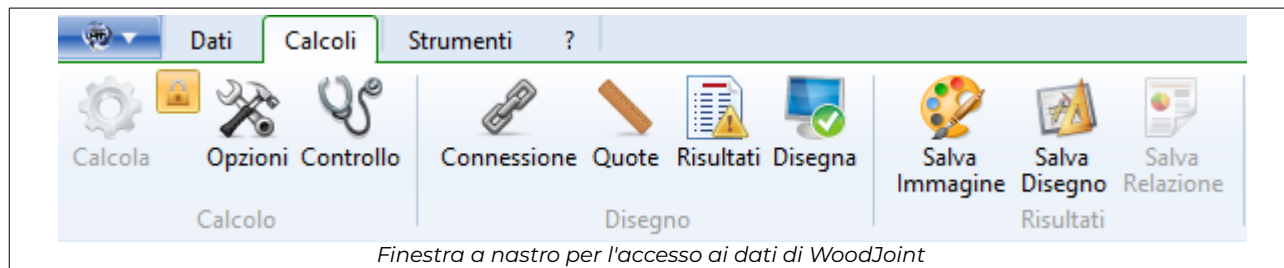 Dati Calcoli Strumenti ?
Calcola Opzioni Controllo Connessione Quote Risultati Disegna Salva Immagine Salva Disegno Salva Relazione
Calcolo Disegno Risultati
Finestra a nastro per l'accesso ai dati di WoodJoint